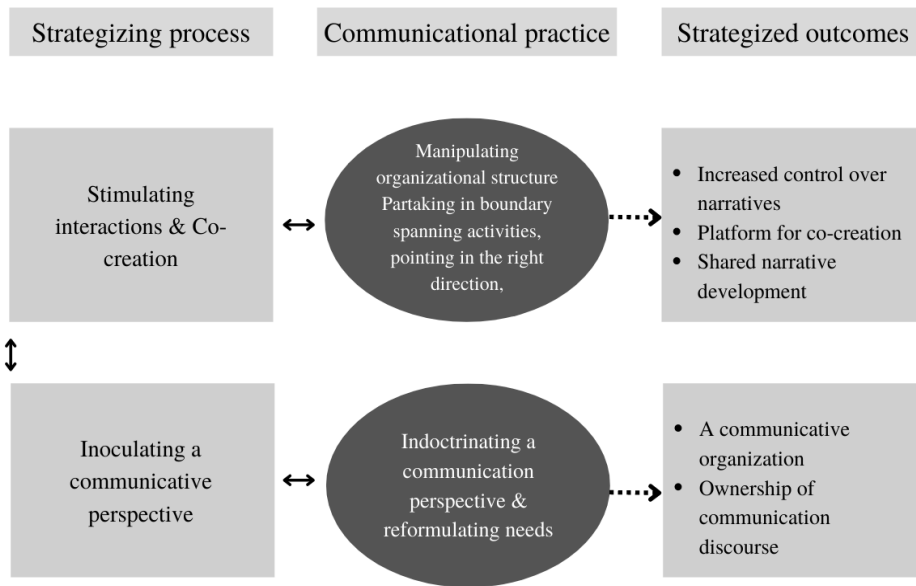 Strategizing process
Communicational practice
Strategized outcomes
Stimulating
interactions & Co-
creation
Manipulating
organizational structure
Partaking in boundary
spanning activities,
pointing in the right
direction,
• Increased control over
narratives
• Platform for co-creation
• Shared narrative
development
Inoculating a
communicative
perspective
Indoctrinating a
communication
perspective &
reformulating needs
• A communicative
organization
• Ownership of
communication
discourse